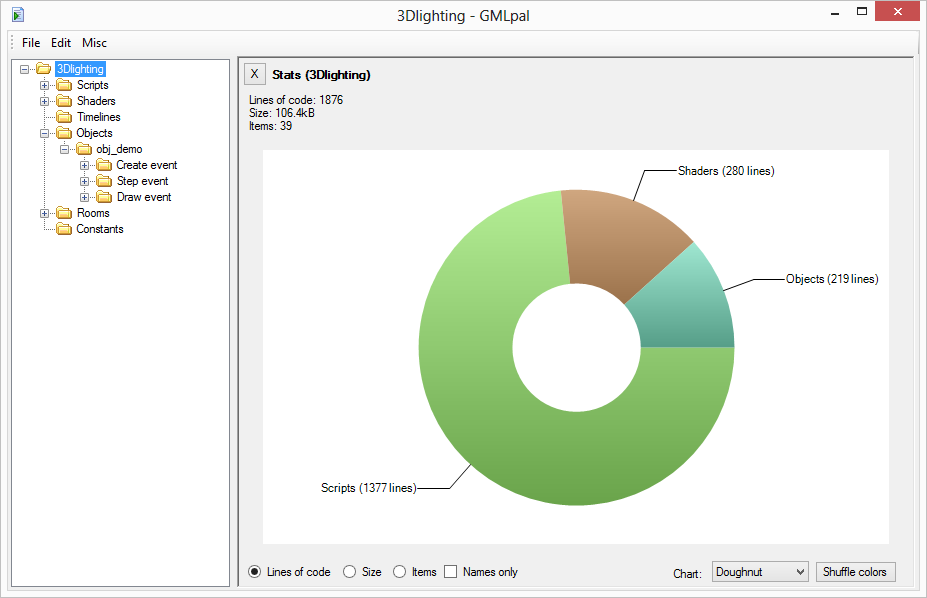 3Dlighting - GMLpal
File Edit Misc
3Dlighting
Scripts
Shaders
Timelines
Objects
obj_demo
Create event
Step event
Draw event
Rooms
Constants
X Stats (3Dlighting)
Lines of code: 1876
Size: 106.4kB
Items: 39
Shaders (280 lines)
Objects (219 lines)
Scripts (1377 lines)
Lines of code Size Items Names only
Chart: Doughnut Shuffle colors